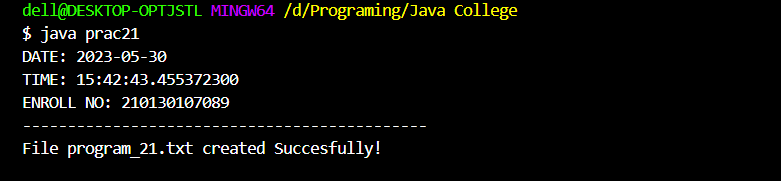 dell@DESKTOP-OPTJSTL MINGW64 /d/Programing/Java College
$ java prac21
DATE: 2023-05-30
TIME: 15:42:43.455372300
ENROLL NO: 210130107089
---------------------------------------------
File program_21.txt created Succesfully!